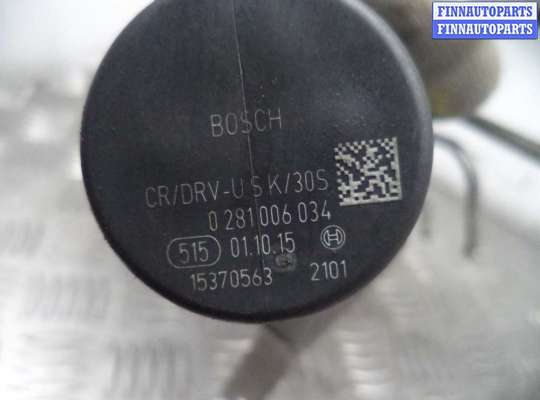 FINNAUTOPARTS
FINNAUTOPARTS
BOSCH
CR/DRV-U S K/30S
0 281 006 034
515 01.10.15
15370563 2101